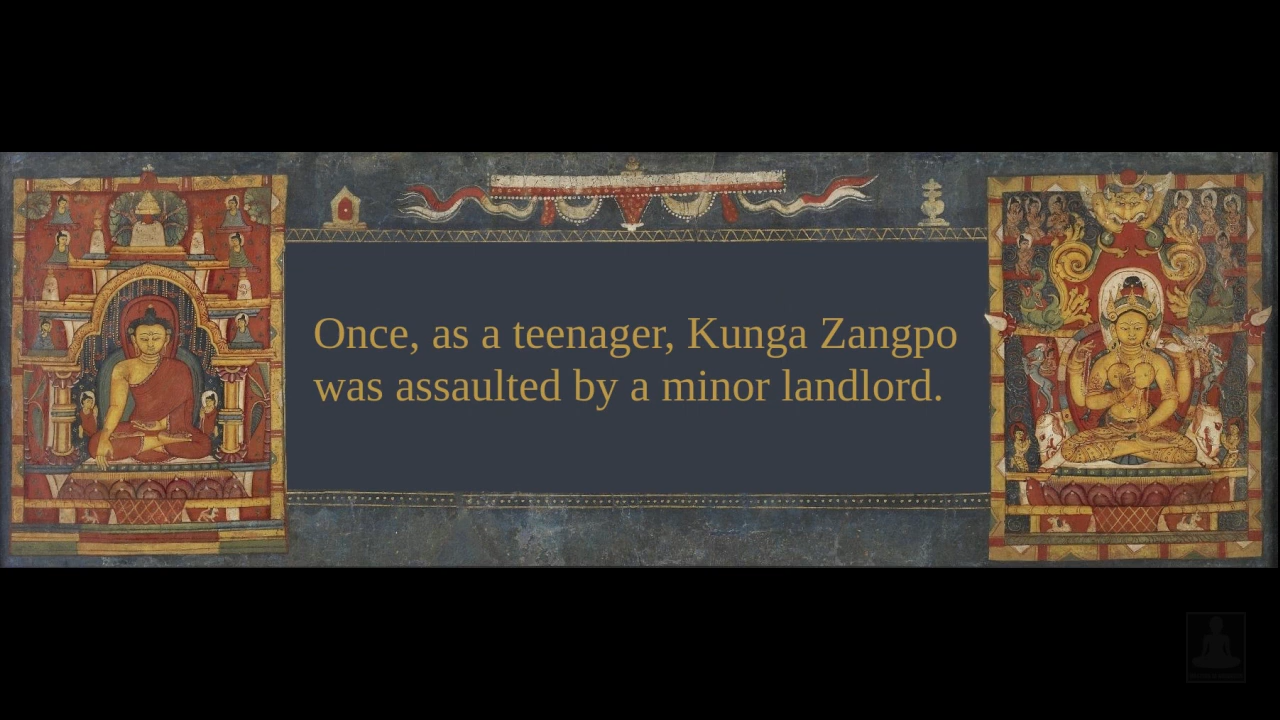 Once, as a teenager, Kunga Zangpo
was assaulted by a minor landlord.